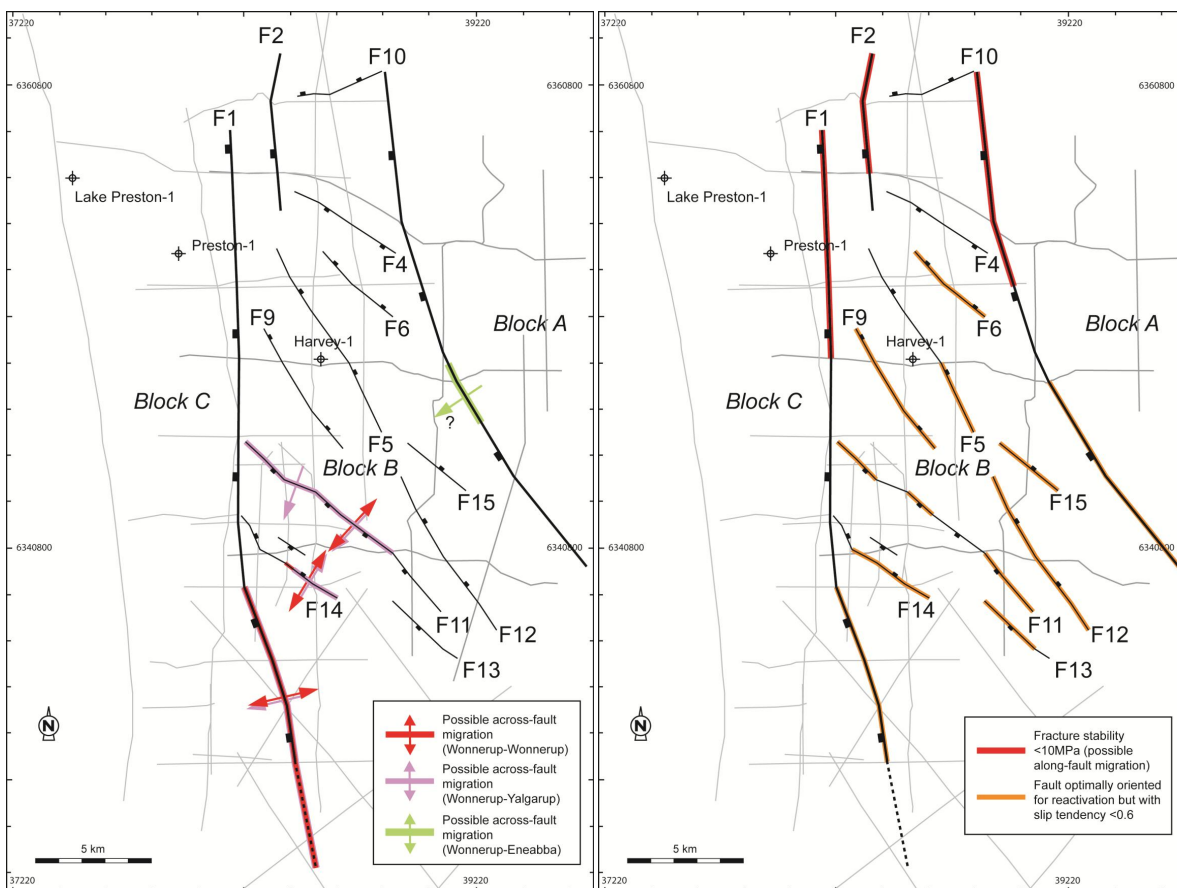 37220
39220
F2
F10
6360800
F1
Lake Preston-1
Preston-1
F4
F6
F9
Block A
Harvey-1
Block C
?
F5
Block B
F15
6340800
F14
F11
F12
F13
N
Possible across-fault
migration
(Wonnerup-Wonnerup)
Possible across-fault
migration
(Wonnerup-Yalgarup)
Possible across-fault
migration
(Wonnerup-Eneabba)
5 km
37220
39220
37220
39220
F2
F10
6360800
6360800
F1
Lake Preston-1
Preston-1
F4
F6
F9
Block A
Harvey-1
Block C
F5
Block B
F15
6340800
6340800
F14
F11
F12
F13
N
Fracture stability
<10MPa (possible
along-fault migration)
Fault optimally oriented
for reactivation but with
slip tendency <0.6
5 km
37220
39220